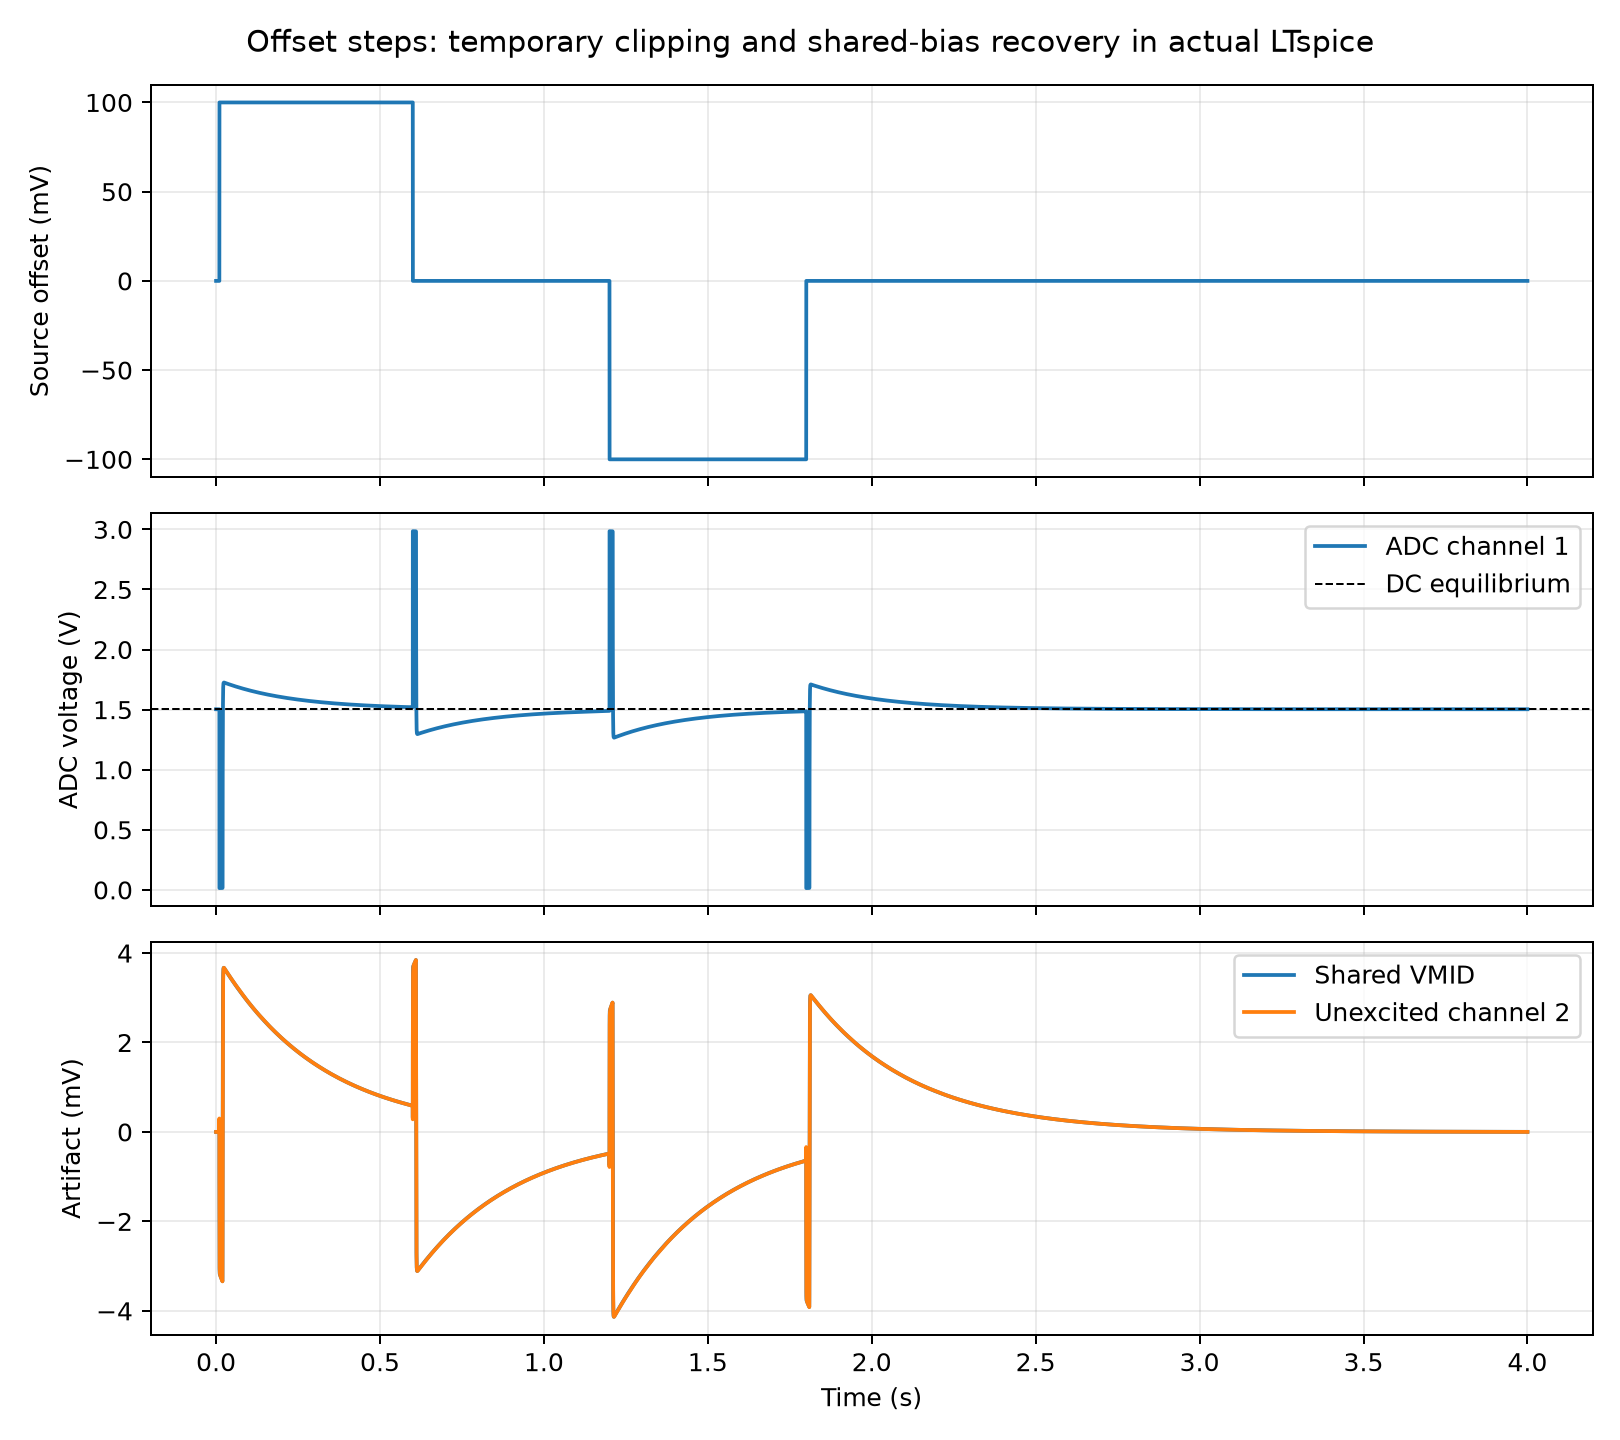 Offset steps: temporary clipping and shared-bias recovery in actual LTspice
Source offset (mV)
100
50
0
−50
−100
ADC voltage (V)
3.0
2.5
2.0
1.5
1.0
0.5
0.0
ADC channel 1
DC equilibrium
Artifact (mV)
4
2
0
−2
−4
Shared VMID
Unexcited channel 2
0.0 0.5 1.0 1.5 2.0 2.5 3.0 3.5 4.0
Time (s)